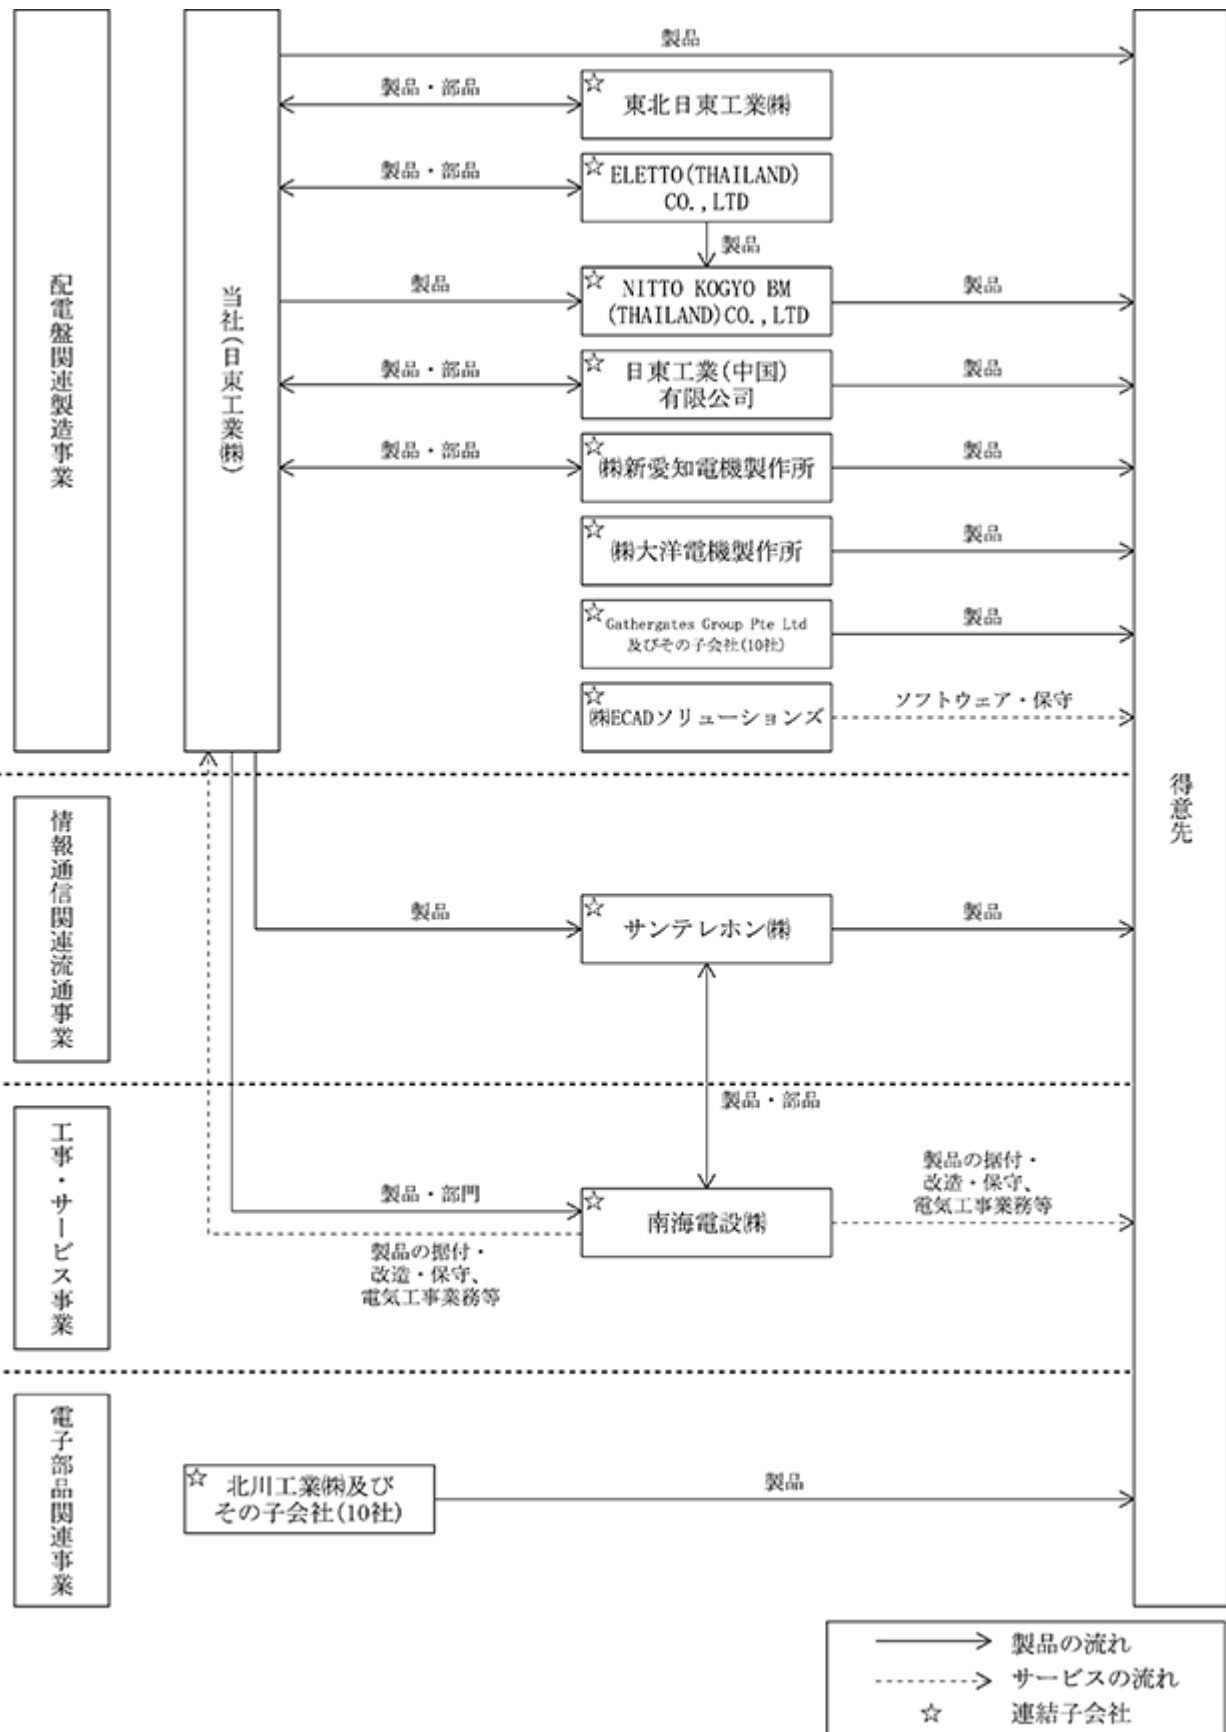 製品
配電盤関連製造事業
当社(日東工業㈱)
得意先
製品・部品
☆
東北日東工業㈱
製品・部品
☆
ELETTO(THAILAND)
CO.,LTD
製品
製品
☆
NITTO KOGYO BM
(THAILAND)CO.,LTD
製品
製品・部品
☆
日東工業(中国)
有限公司
製品
製品・部品
☆
㈱新愛知電機製作所
製品
☆
㈱大洋電機製作所
製品
☆
Gathergates Group Pte Ltd
及びその子会社(10社)
製品
☆
㈱ECADソリューションズ
ソフトウェア・保守
情報通信関連流通事業
製品
☆
サンテレホン㈱
製品
製品・部品
工事・サービス事業
製品・部門
☆
南海電設㈱
製品の据付・
改造・保守、
電気工事業務等
製品の据付・
改造・保守、
電気工事業務等
電子部品関連事業
☆
北川工業㈱及び
その子会社(10社)
製品
製品の流れ
サービスの流れ
☆ 連結子会社